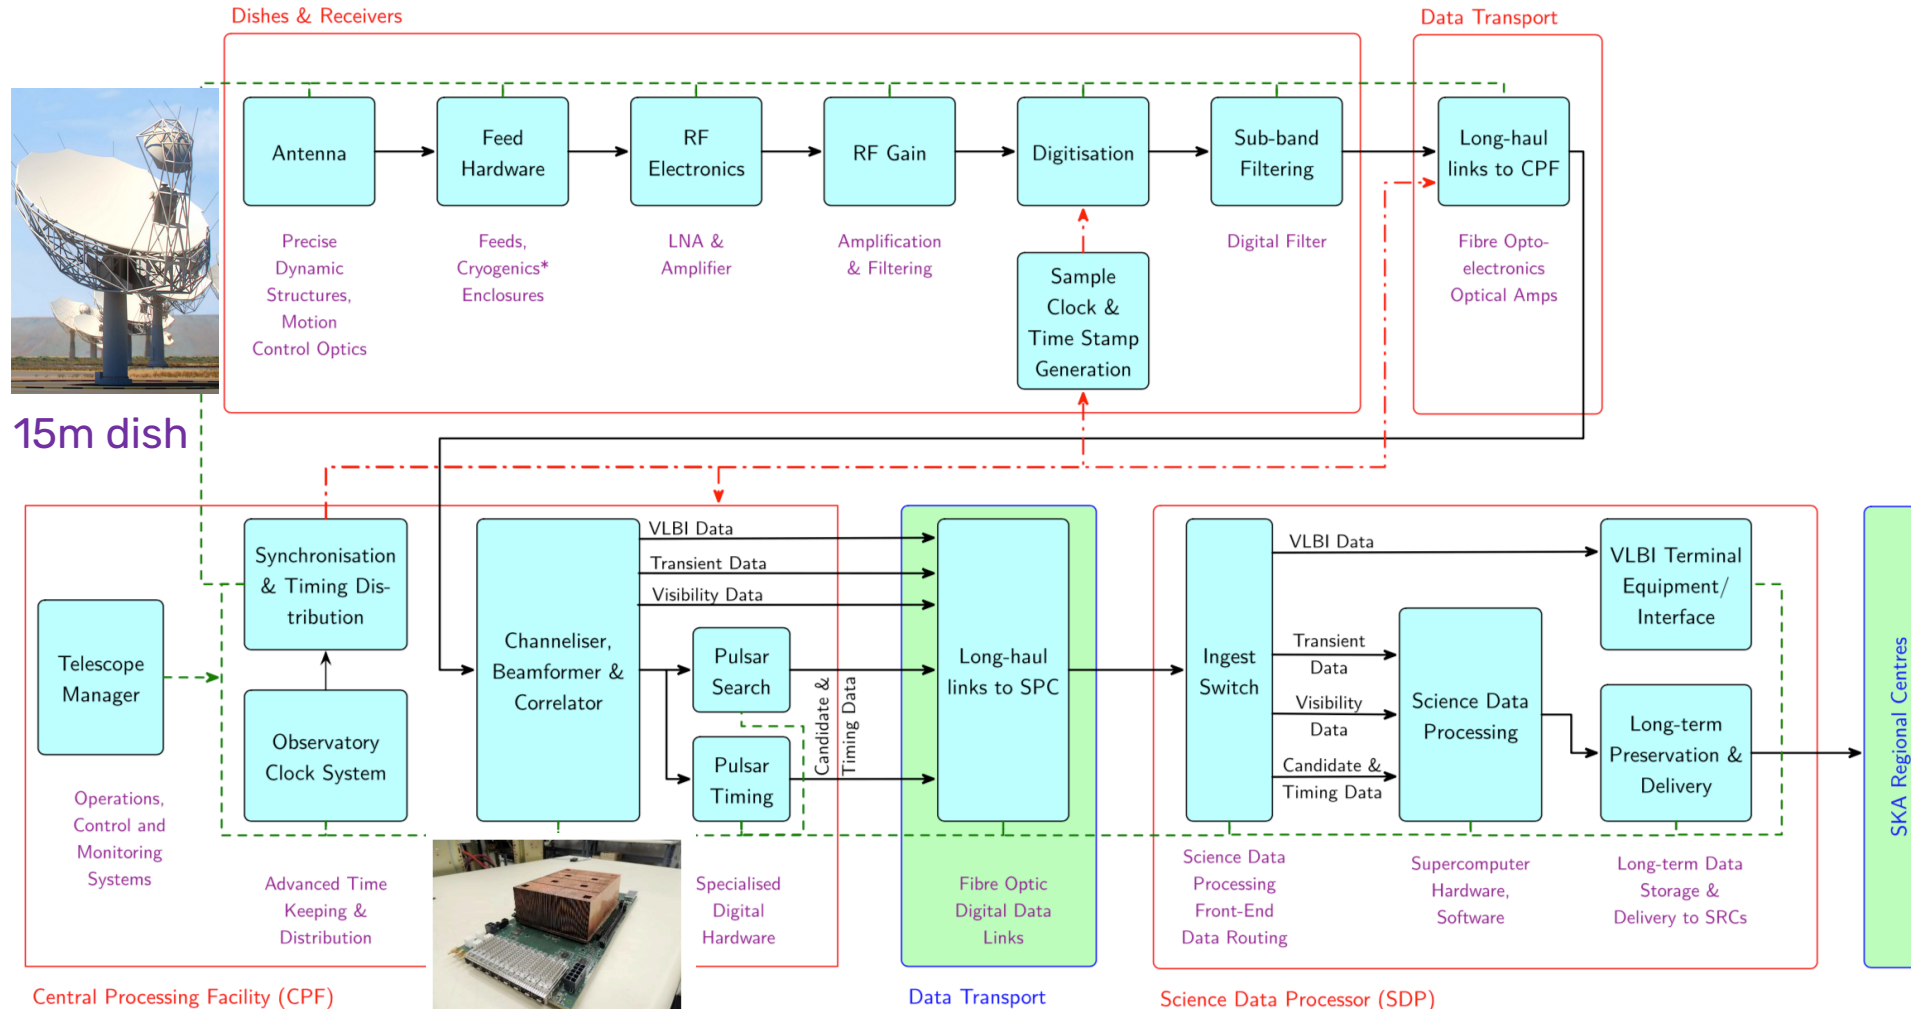 Dishes & Receivers
Data Transport
Antenna
Feed
Hardware
RF
Electronics
RF Gain
Digitisation
Sub-band
Filtering
Long-haul
links to CPF
Precise
Dynamic
Structures,
Motion
Control Optics
Feeds,
Cryogenics*
Enclosures
LNA &
Amplifier
Amplification
& Filtering
Sample
Clock &
Time Stamp
Generation
Digital Filter
Fibre Opto-
electronics
Optical Amps
15m dish
Telescope
Manager
Operations,
Control and
Monitoring
Systems
Synchronisation
& Timing Dis-
tribution
Observatory
Clock System
Advanced Time
Keeping &
Distribution
Channeliser,
Beamformer &
Correlator
VLBI Data
Transient Data
Visibility Data
Pulsar
Search
Pulsar
Timing
Candidate &
Timing Data
Specialised
Digital
Hardware
Long-haul
links to SPC
Fibre Optic
Digital Data
Links
Ingest
Switch
Science Data
Processing
Front-End
Data Routing
VLBI Data
Transient
Data
Visibility
Data
Candidate &
Timing Data
Science Data
Processing
Supercomputer
Hardware,
Software
VLBI Terminal
Equipment/
Interface
Long-term
Preservation &
Delivery
Long-term Data
Storage &
Delivery to SRCs
SKA Regional Centres
Central Processing Facility (CPF)
Data Transport
Science Data Processor (SDP)